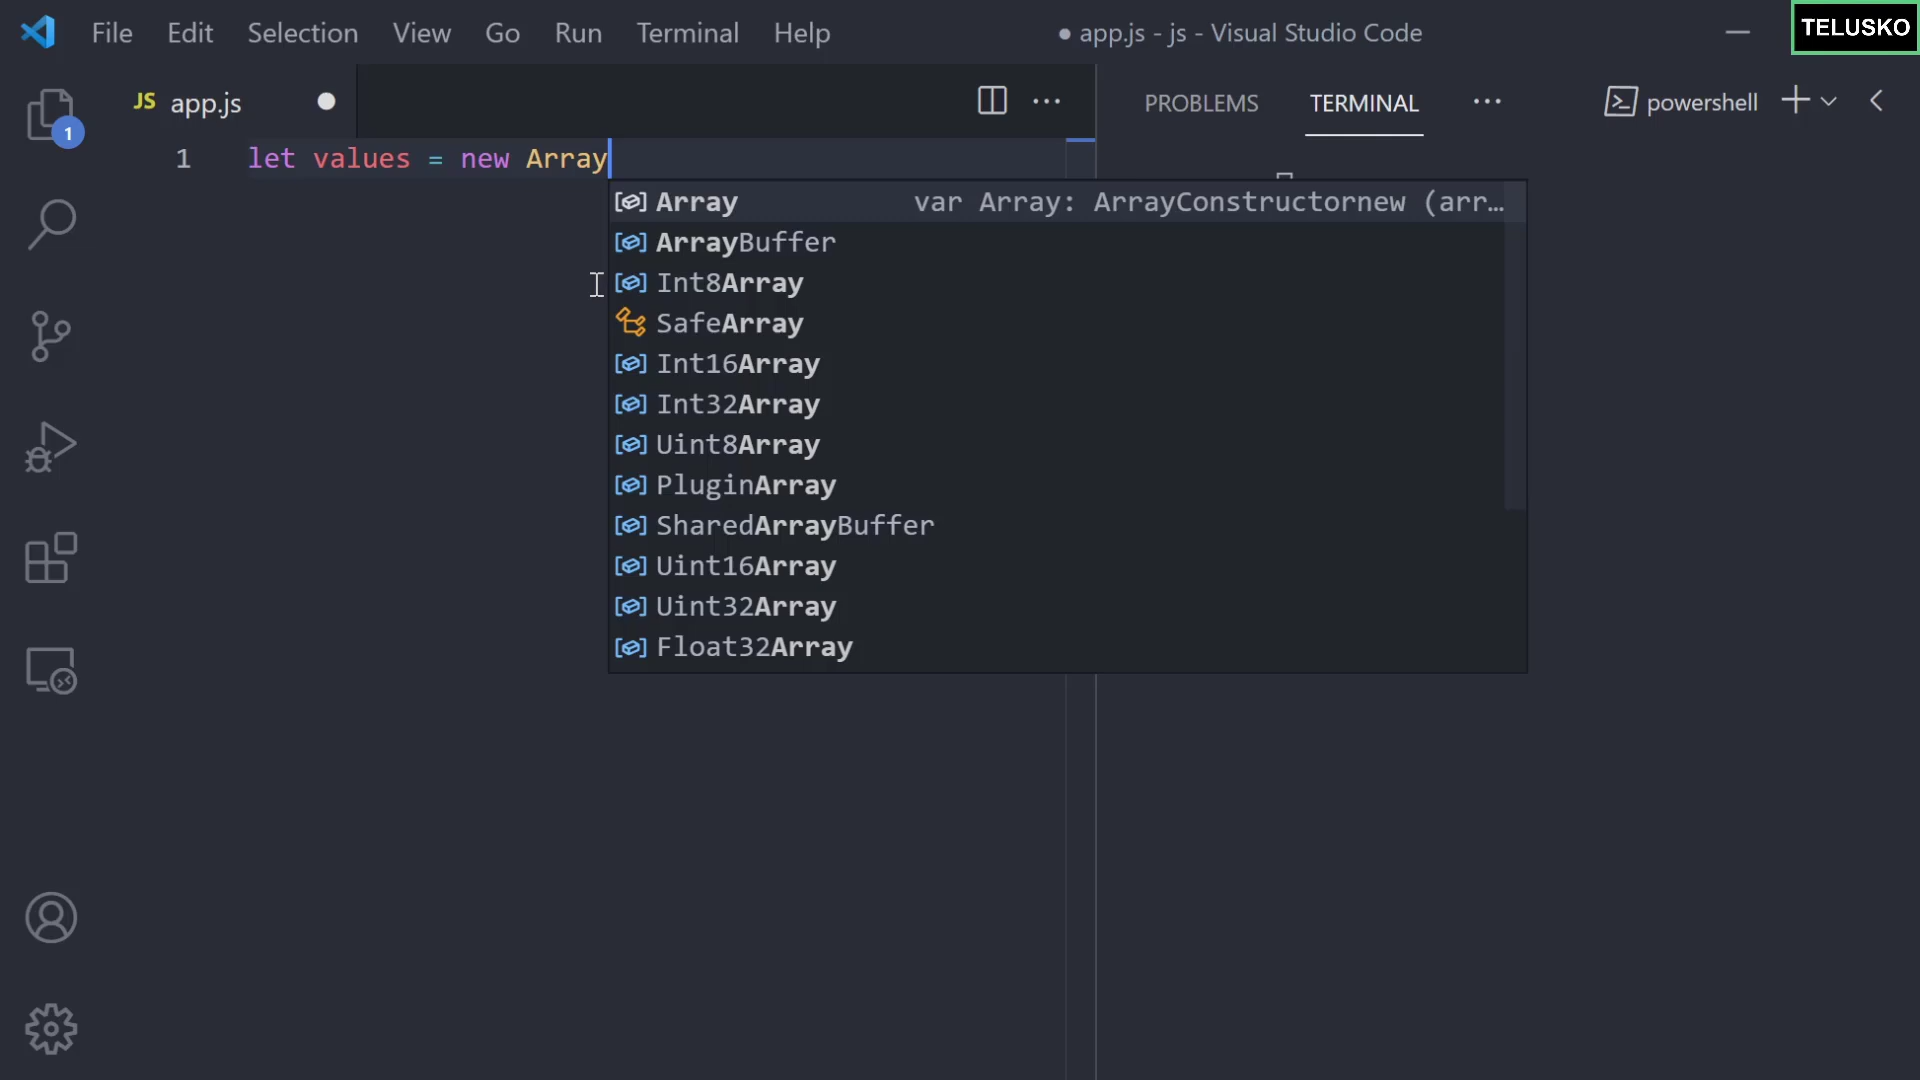 File Edit Selection View Go Run Terminal Help
● app.js - js - Visual Studio Code
TELUSKO
JS app.js
PROBLEMS TERMINAL
powershell
1
1 let values = new Array
Array var Array: ArrayConstructornew (arr…
ArrayBuffer
Int8Array
SafeArray
Int16Array
Int32Array
Uint8Array
PluginArray
SharedArrayBuffer
Uint16Array
Uint32Array
Float32Array